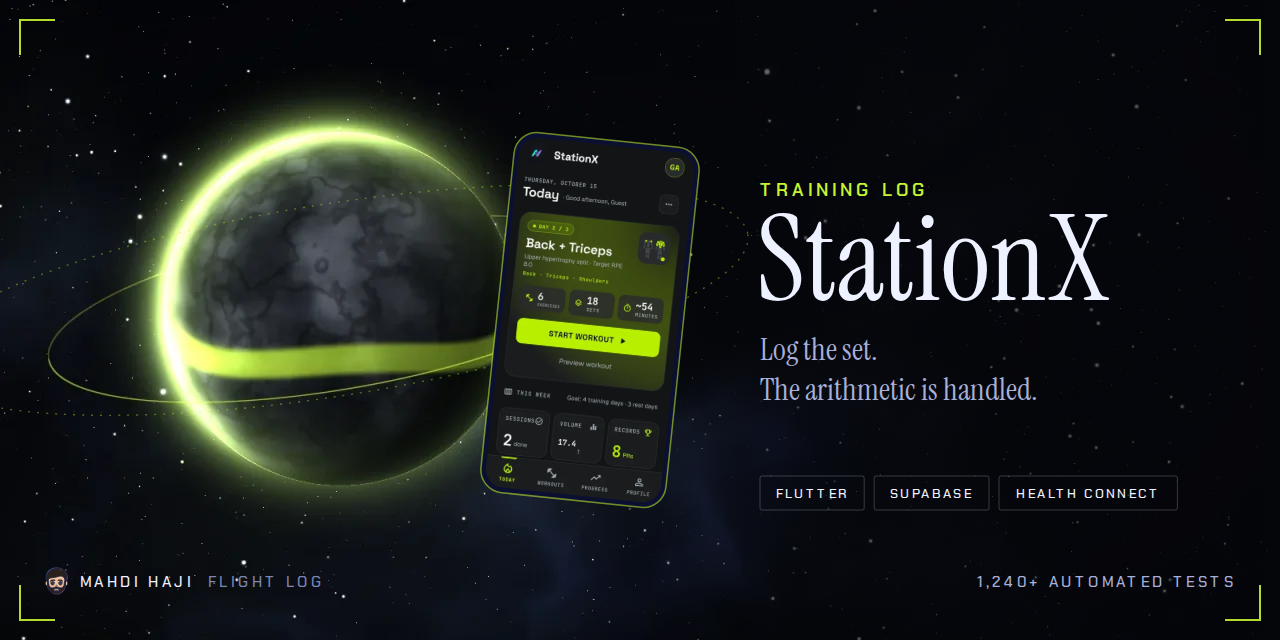 StationX
GA
THURSDAY, OCTOBER 15
Today · Good afternoon, Guest
DAY 2 / 3
Back + Triceps
Upper hypertrophy split · Target RPE
8.0
Back · Triceps · Shoulders
6
EXERCISES
18
SETS
~54
MINUTES
START WORKOUT
Preview workout
THIS WEEK
Goal: 4 training days · 3 rest days
SESSIONS
2 done
VOLUME
17.4
t
RECORDS
8 PRs
TODAY
WORKOUTS
PROGRESS
PROFILE
TRAINING LOG
StationX
Log the set.
The arithmetic is handled.
FLUTTER
SUPABASE
HEALTH CONNECT
MAHDI HAJI FLIGHT LOG
1,240+ AUTOMATED TESTS